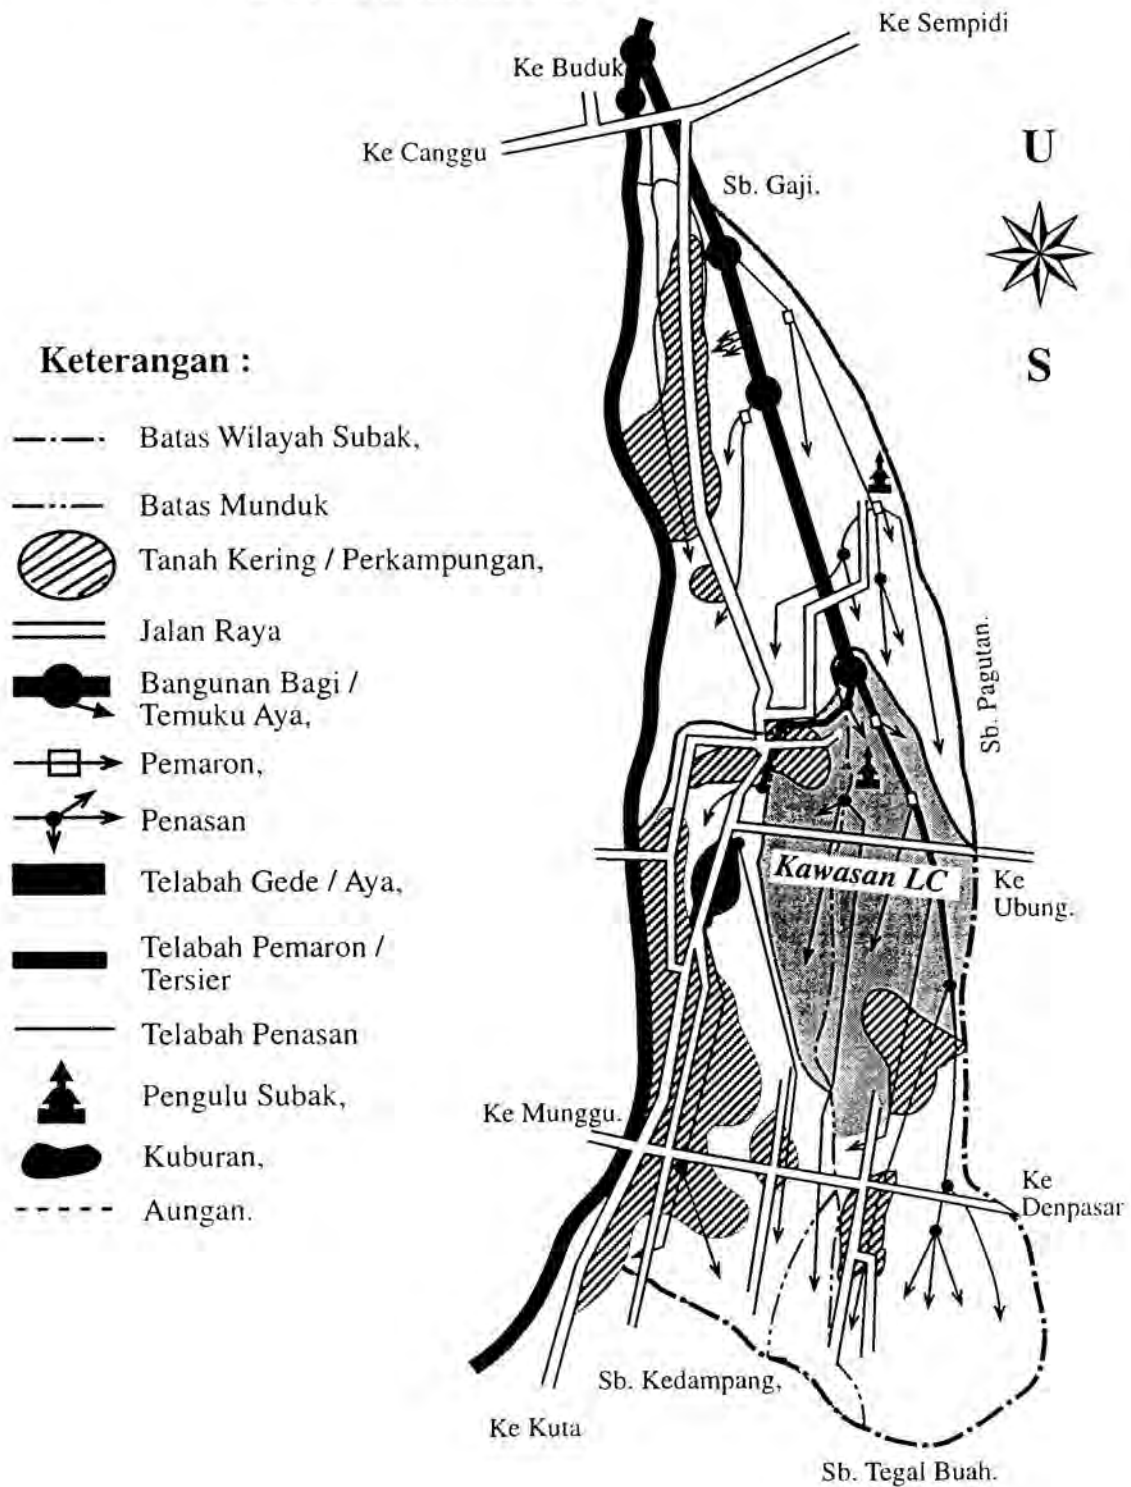 Ke Sempidi
Ke Buduk
Ke Canggu
U
Sb. Gaji.
S
Keterangan :
Batas Wilayah Subak,
Batas Munduk
Tanah Kering / Perkampungan,
Jalan Raya
Bangunan Bagi /
Temuku Aya,
Pemaron,
Penasan
Telabah Gede / Aya,
Telabah Pemaron /
Tersier
Telabah Penasan
Pengulu Subak,
Kuburan,
Aungan.
Sb. Pagutan.
Kawasan LC
Ke
Ubung.
Ke Munggu.
Ke
Denpasar
Sb. Kedampang,
Ke Kuta
Sb. Tegal Buah.